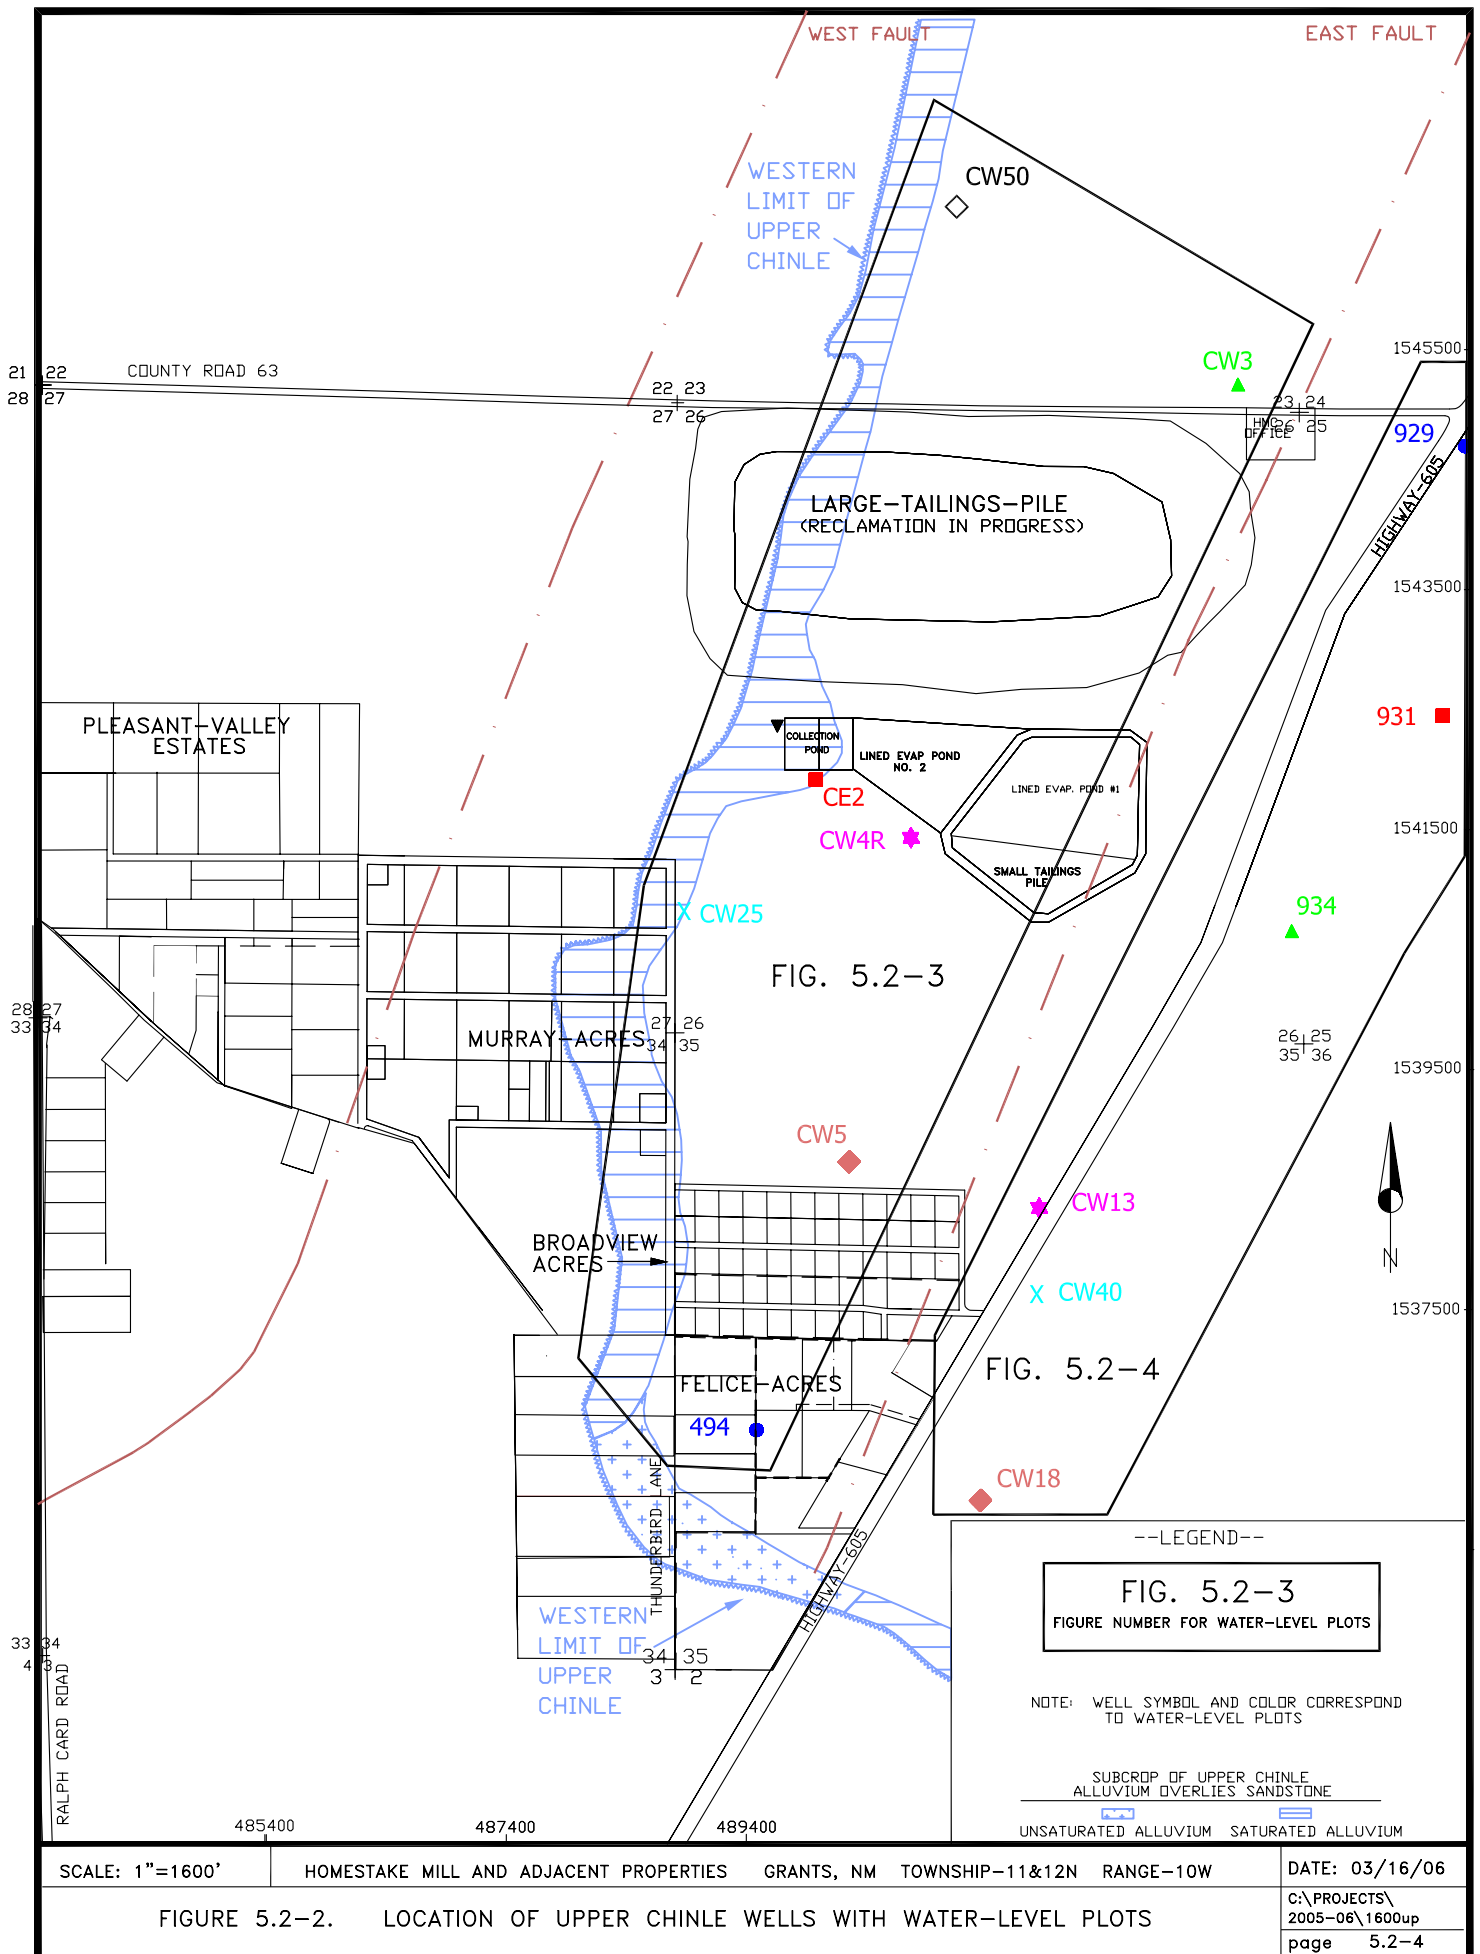 WEST FAULT
EAST FAULT
WESTERN
LIMIT OF
UPPER
CHINLE
CW50
1545500
CW3
COUNTY ROAD 63
21 22
28 27
22 23
27 26
23 24
26 25
HMC
OFFICE
929
HIGHWAY-605
LARGE-TAILINGS-PILE
(RECLAMATION IN PROGRESS)
1543500
931
PLEASANT-VALLEY
ESTATES
COLLECTION
POND
LINED EVAP POND
NO. 2
LINED EVAP. POND #1
CE2
CW4R
1541500
SMALL TAILINGS
PILE
CW25
934
FIG. 5.2-3
28 27
33 34
MURRAY-ACRES
27 26
34 35
26 25
35 36
1539500
CW5
CW13
N
BROADVIEW
ACRES
CW40
1537500
FIG. 5.2-4
FELICE-ACRES
494
CW18
THUNDERBIRD LANE
HIGHWAY-605
WESTERN
LIMIT OF
UPPER
CHINLE
33 34
4 3
34 35
3 2
RALPH CARD ROAD
485400
487400
489400
--LEGEND--
FIG. 5.2-3
FIGURE NUMBER FOR WATER-LEVEL PLOTS
NOTE: WELL SYMBOL AND COLOR CORRESPOND
TO WATER-LEVEL PLOTS
SUBCROP OF UPPER CHINLE
ALLUVIUM OVERLIES SANDSTONE
UNSATURATED ALLUVIUM SATURATED ALLUVIUM
SCALE: 1"=1600' HOMESTAKE MILL AND ADJACENT PROPERTIES GRANTS, NM TOWNSHIP-11&12N RANGE-10W DATE: 03/16/06
FIGURE 5.2-2. LOCATION OF UPPER CHINLE WELLS WITH WATER-LEVEL PLOTS
C:\PROJECTS\
2005-06\1600up
page 5.2-4